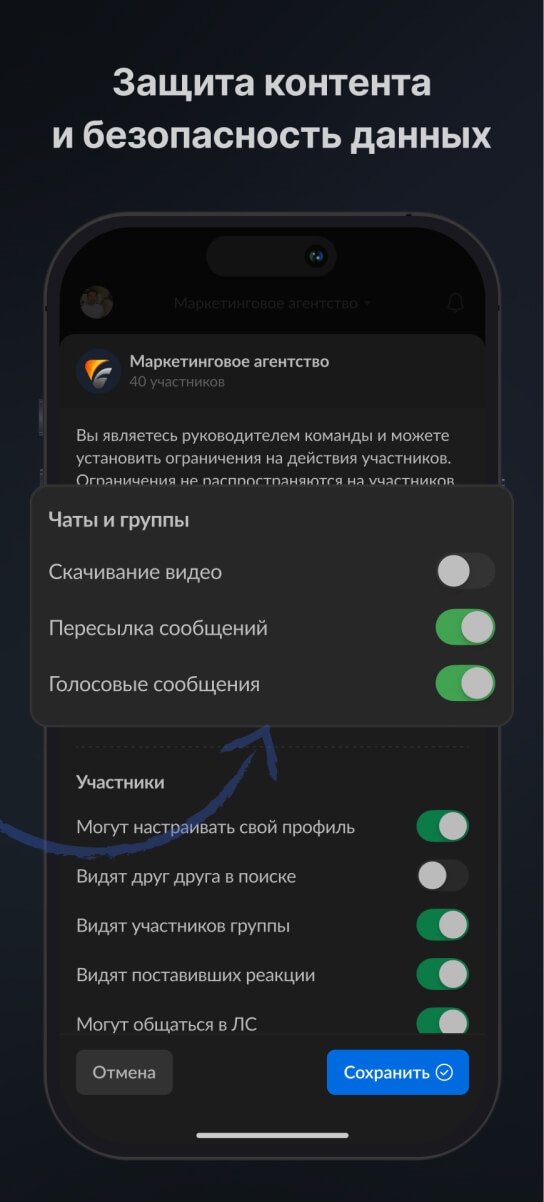 Защита контента
и безопасность данных
Маркетинговое агентство
Маркетинговое агентство
40 участников
Вы являетесь руководителем команды и можете
установить ограничения на действия участников.
Ограничения не распространяются на участников
Чаты и группы
Скачивание видео
Пересылка сообщений
Голосовые сообщения
Участники
Могут настраивать свой профиль
Видят друг друга в поиске
Видят участников группы
Видят поставивших реакции
Могут общаться в ЛС
Отмена
Сохранить